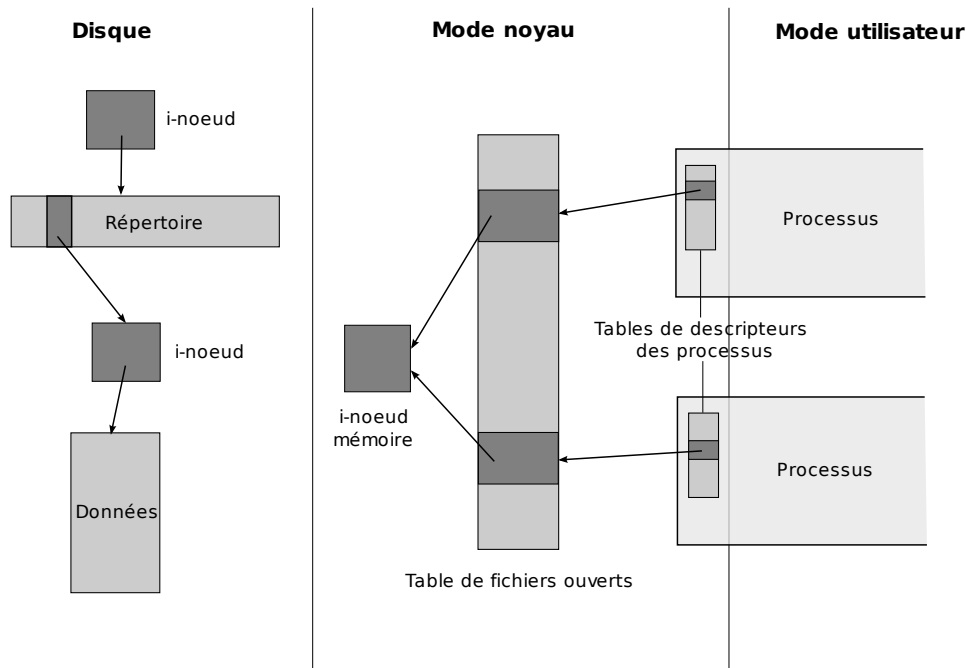 Disque
Mode noyau
Mode utilisateur
i-noeud
Répertoire
Processus
Tables de descripteurs
des processus
i-noeud
i-noeud
mémoire
Processus
Données
Table de fichiers ouverts